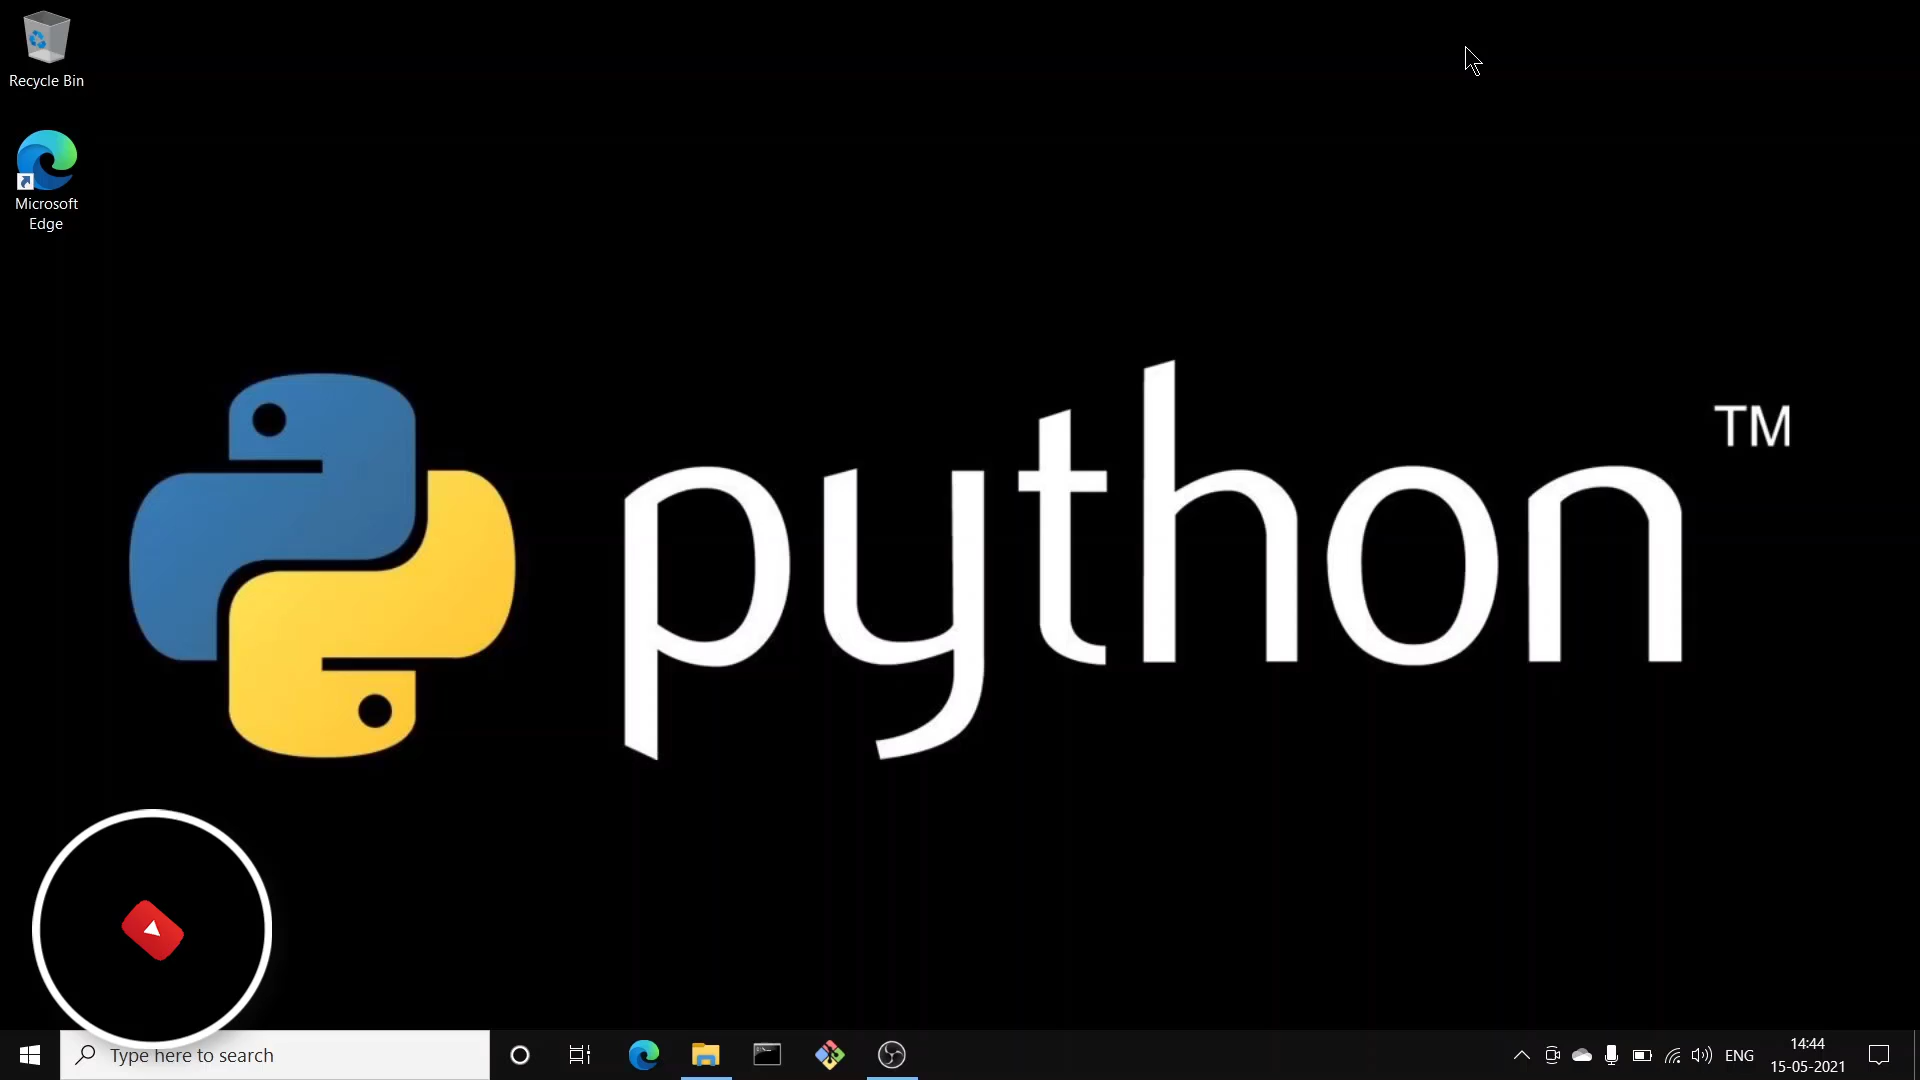 Recycle Bin
Microsoft
Edge
python
TM
Type here to search
ENG
14:44
15-05-2021